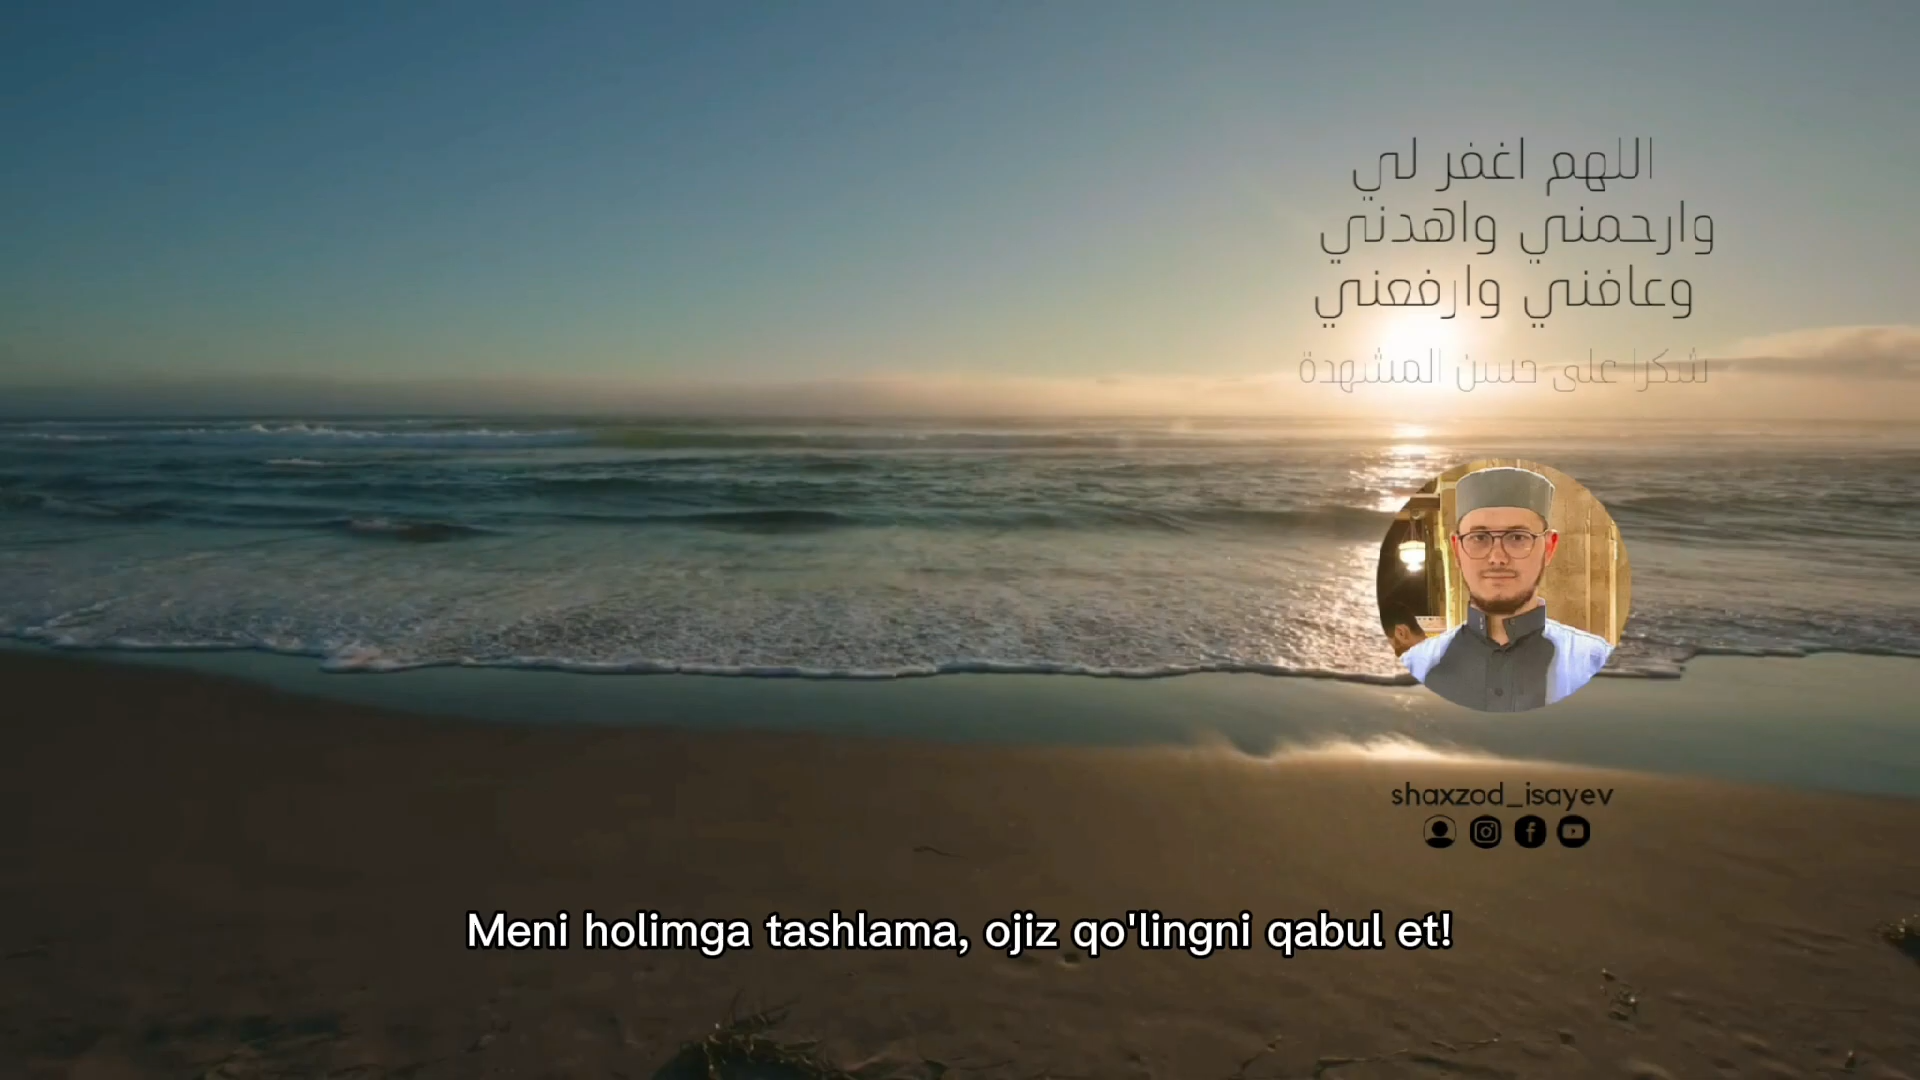 اللهم اغفر لي
وارحمني واهدني
وعافني وارفعني
شكرا على حسن المشهدة
shaxzod_isayev
Meni holimga tashlama, ojiz qo'lingni qabul et!